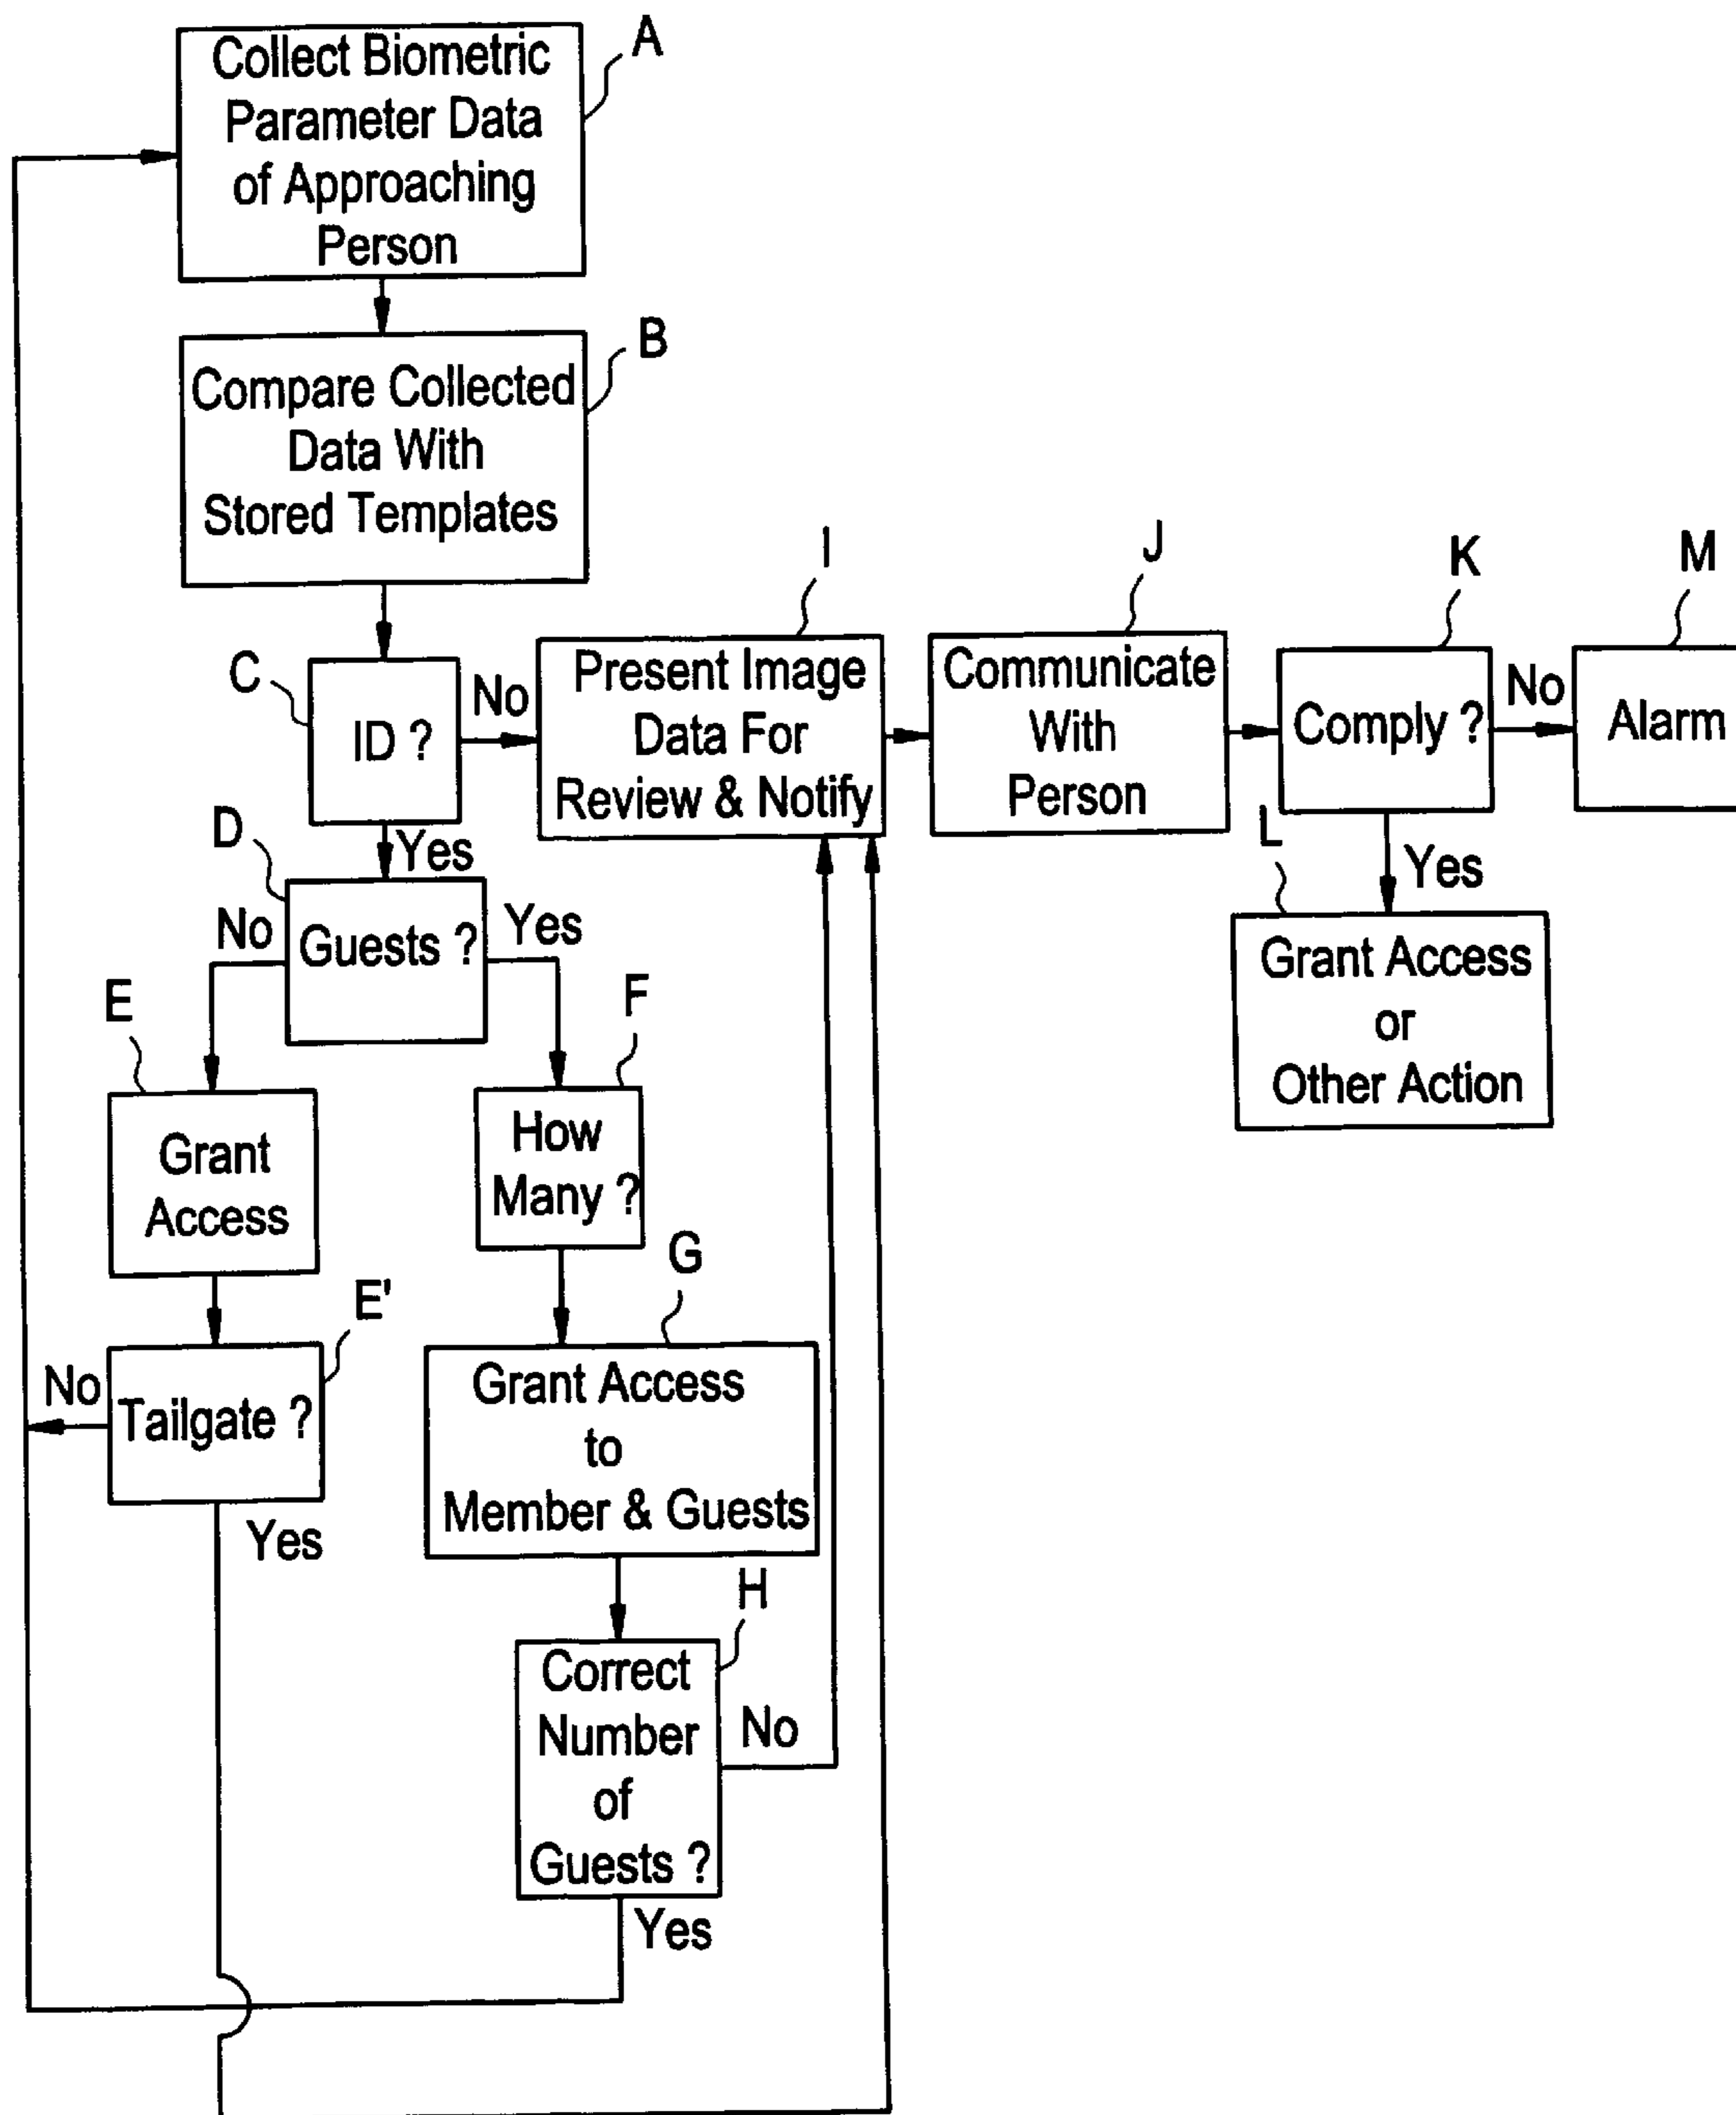 A
Collect Biometric
Parameter Data
of Approaching
Person
B
Compare Collected
Data With
Stored Templates
C
ID ?
No
Yes
I
Present Image
Data For
Review & Notify
J
Communicate
With
Person
K
Comply ?
No
M
Alarm
Yes
L
Grant Access
or
Other Action
D
Guests ?
No
Yes
E
Grant
Access
F
How
Many ?
E'
Tailgate ?
No
Yes
G
Grant Access
to
Member & Guests
H
Correct
Number
of
Guests ?
No
Yes